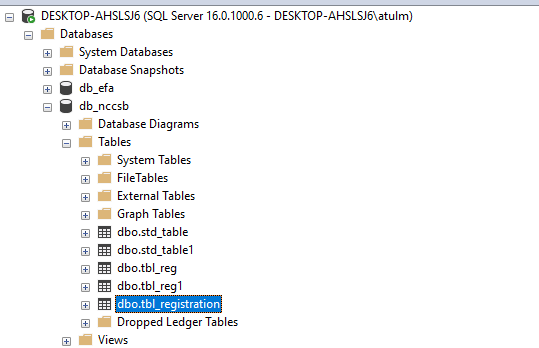 DESKTOP-AHSLSJ6 (SQL Server 16.0.1000.6 - DESKTOP-AHSLSJ6\atulm)
Databases
System Databases
Database Snapshots
db_efa
db_nccsb
Database Diagrams
Tables
System Tables
FileTables
External Tables
Graph Tables
dbo.std_table
dbo.std_table1
dbo.tbl_reg
dbo.tbl_reg1
dbo.tbl_registration
Dropped Ledger Tables
Views